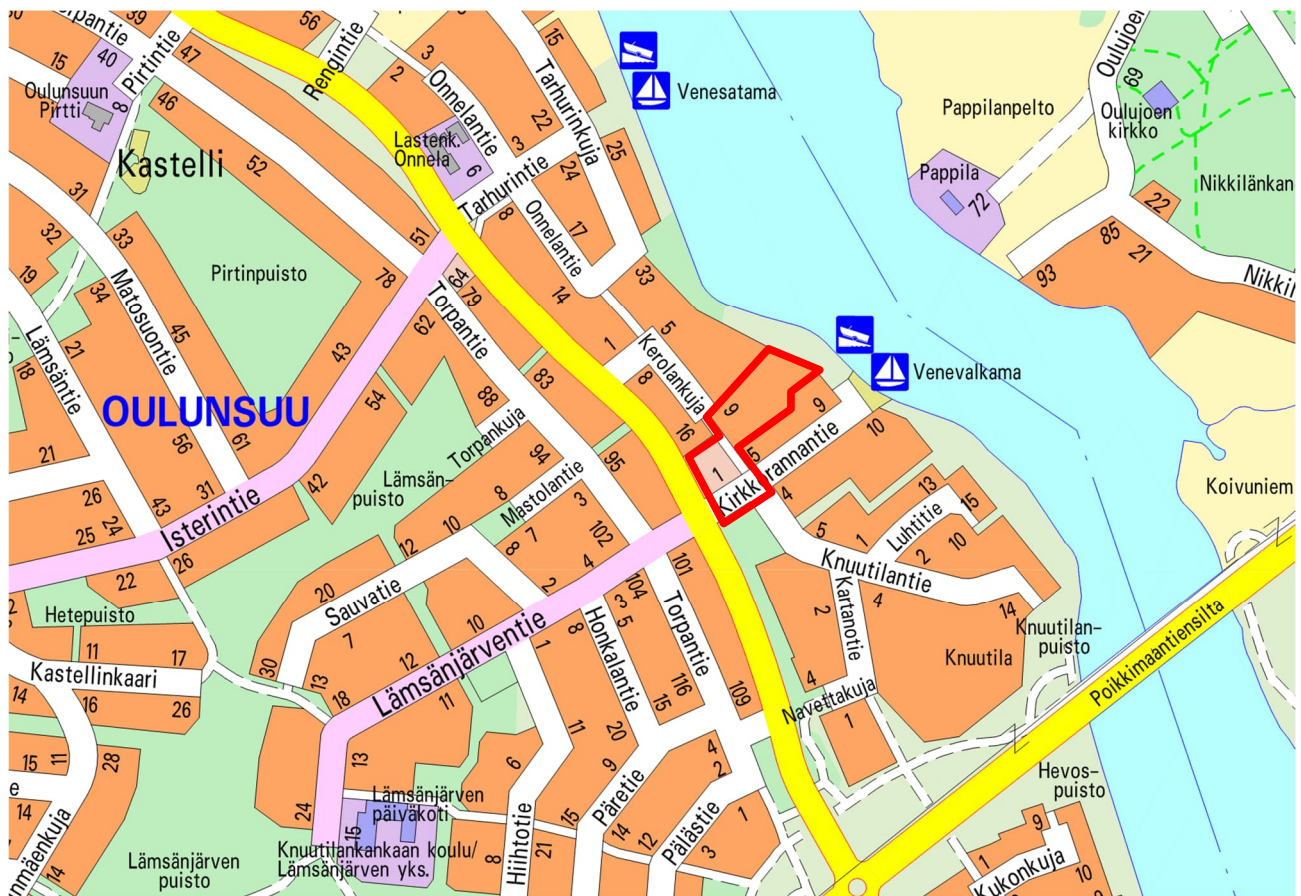 rpantie
39
56
Rengintie
15
40
Pirtintie
47
Oulunsuun
Pirtti
8
46
Kastelli
52
2
3
Onnelantie
Lastenk.
Onnela
6
3
15
Tarhurinkuja
22
25
24
Tarhurintie
8
Onnelantie
17
Venesatama
Pappilanpelto
Oulujoen
69
Oulujoen
kirkko
Pappila
72
Nikkilänkan
22
85
21
93
Nikkil
31
32
33
19
34
Matosuontie
45
Pirtinpuisto
51
78
64
79
62
Torpantie
14
33
5
1
Kerolankuja
8
Lämsäntie
21
18
43
54
83
88
OULUNSUU
56
61
21
26
43
31
42
24
25
Isterintie
22
26
Torpankuja
94
Lämsän-
puisto
8
Mastolantie
95
10
12
8
7
3
102
16
9
9
Venevalkama
10
5
1
Kirkkorannantie
4
13
15
Luhtitie
5
1
2
10
Knuutilantie
Koivuniem
Hetepuisto
11
17
Kastellinkaari
14
16
26
20
Sauvatie
7
30
13
18
12
10
2
4
Lämsänjärventie
11
1
8
Honkalantie
104
3
5
101
Torpantie
116
15
109
2
Kartanotie
4
14
Knuutilan-
puisto
Knuutila
4
Navettakuja
1
Poikkimaantiensilta
Hevos-
puisto
15
11
28
e
14
nmäenkuja
14
Lämsänjärven
puisto
24
13
Lämsänjärven
päiväkoti
15
Knuutilankankaan koulu/
Lämsänjärven yks.
6
11
20
9
Hiihtotie
8
21
15
Päretie
14
12
4
2
Pälästie
3
1
9
1
Kukonkuja
10